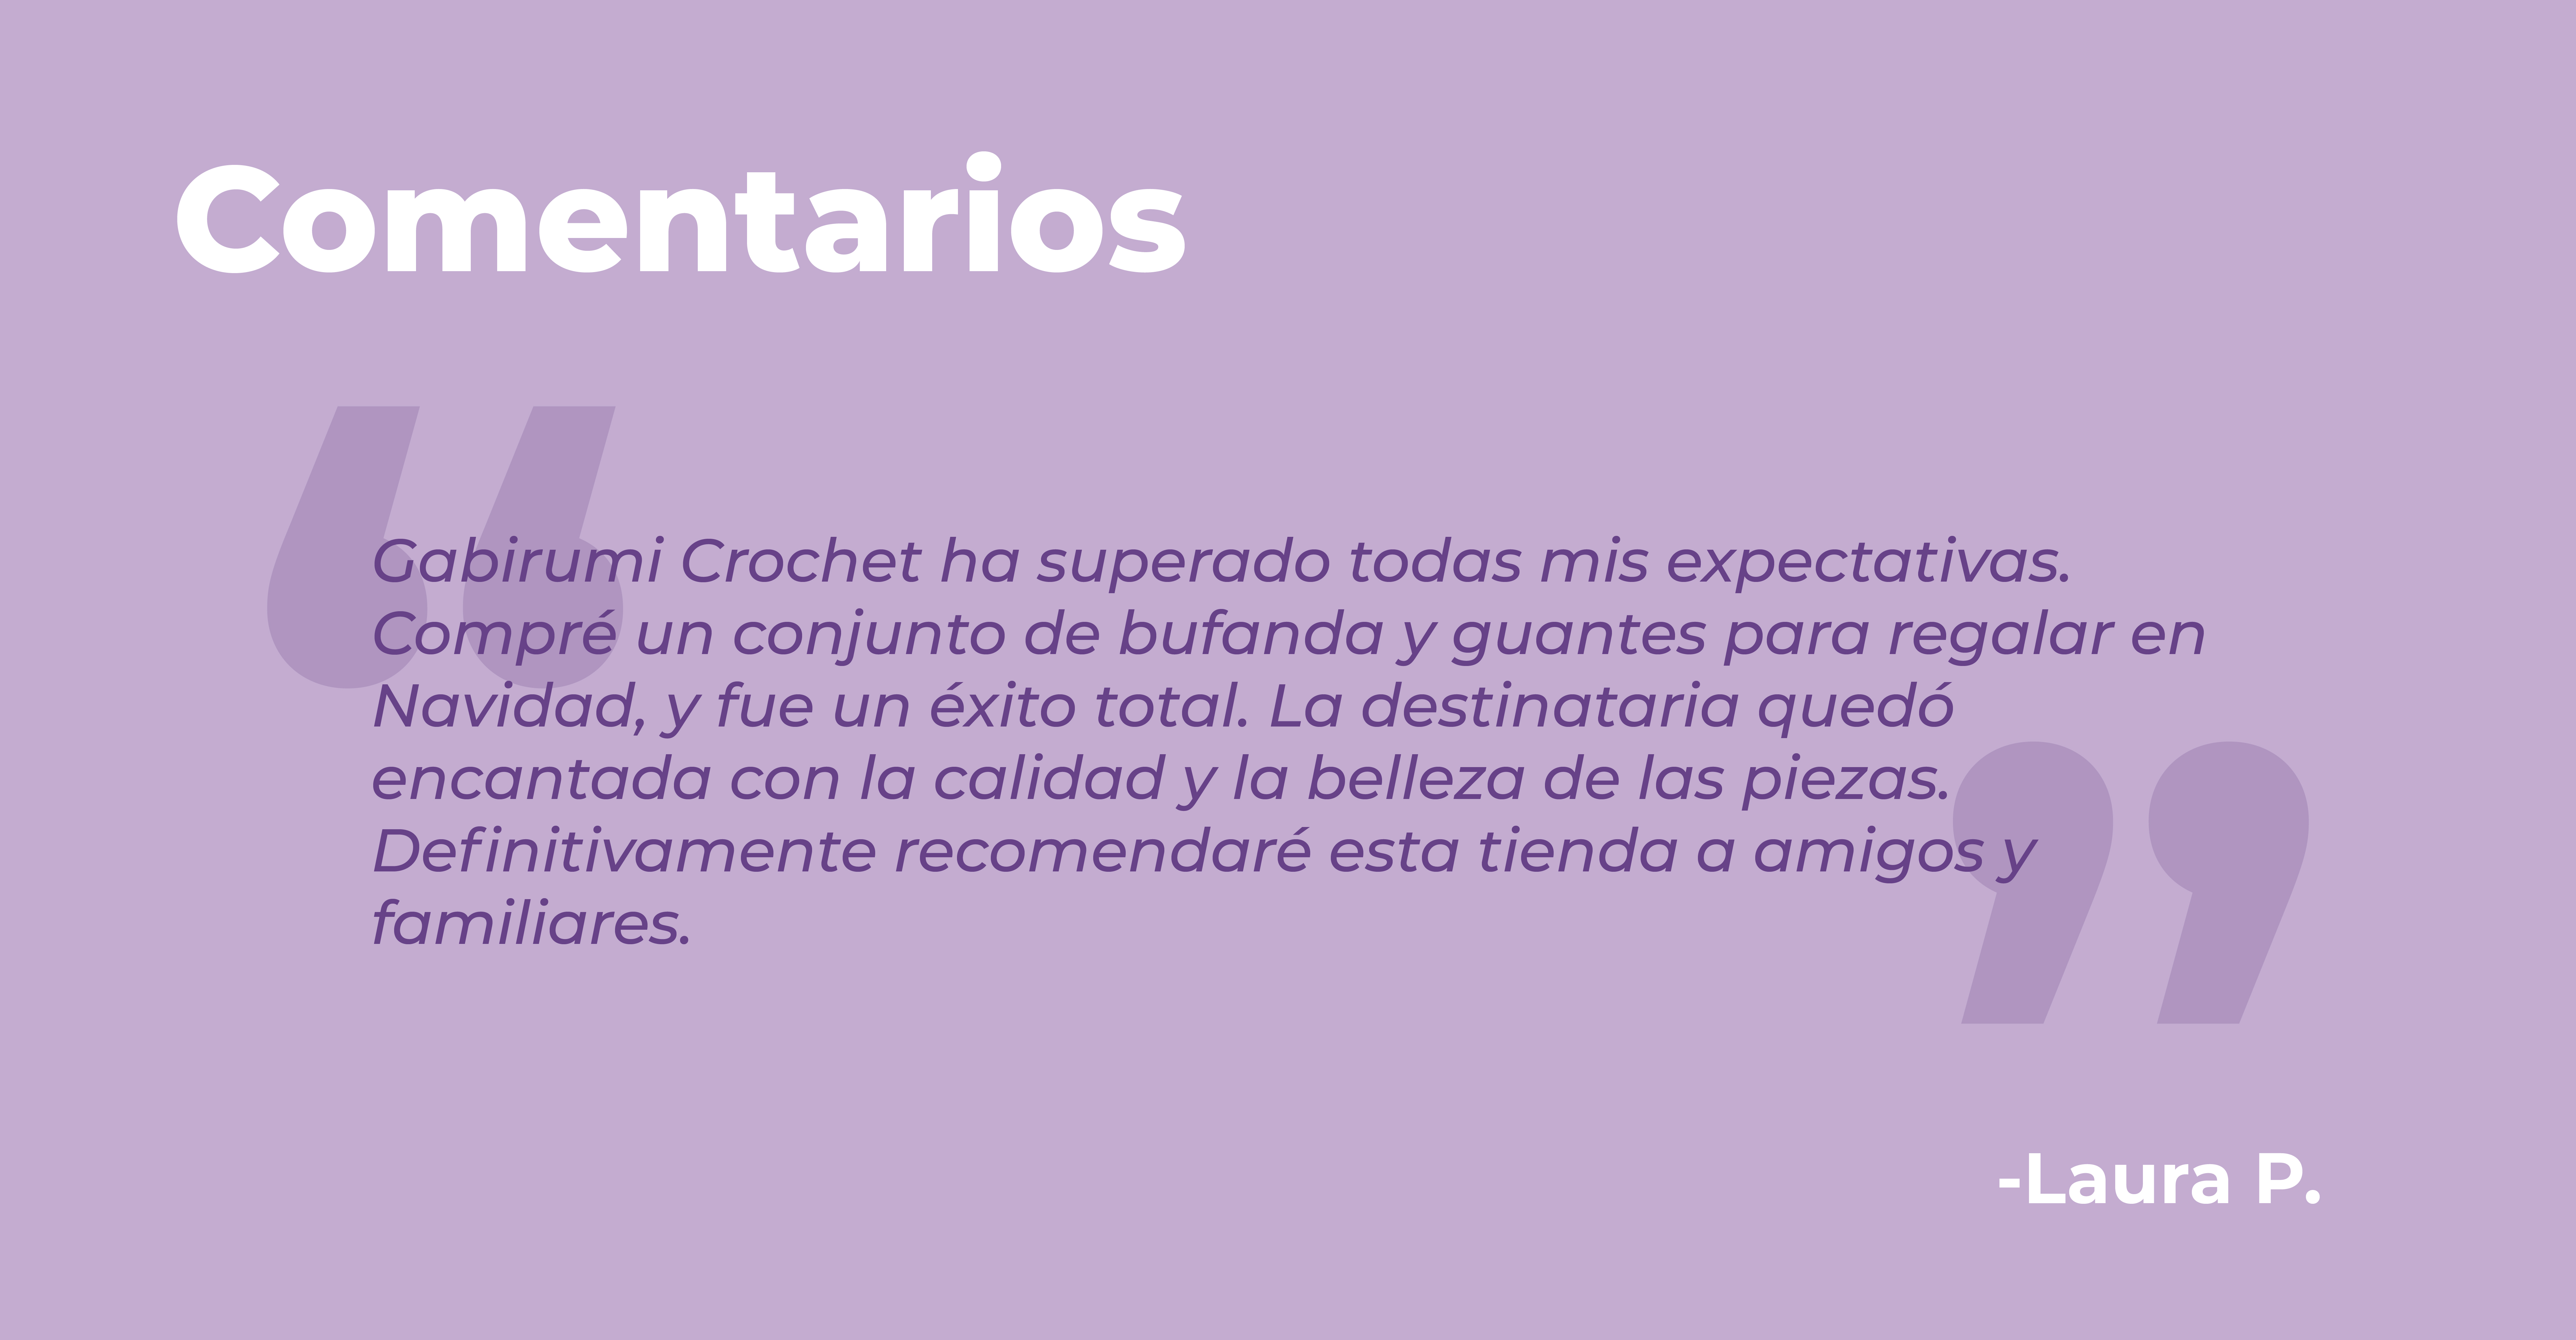 Comentarios
Gabirumi Crochet ha superado todas mis expectativas.
Compré un conjunto de bufanda y guantes para regalar en
Navidad, y fue un éxito total. La destinataria quedó
encantada con la calidad y la belleza de las piezas.
Definitivamente recomendaré esta tienda a amigos y
familiares.
-Laura P.